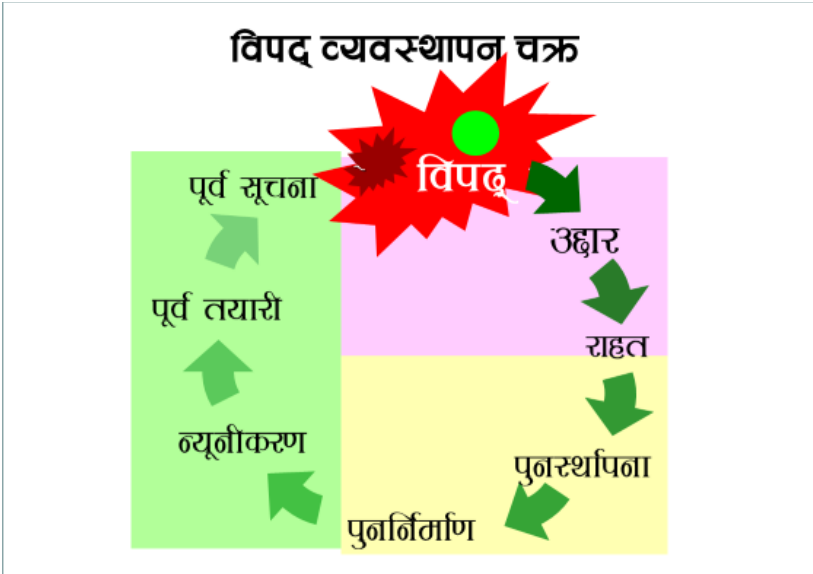 विपद् व्यवस्थापन चक्र
विपद्
उद्दार
राहत
पुनर्स्थापना
पुनर्निर्माण
न्यूनीकरण
पूर्व तयारी
पूर्व सूचना